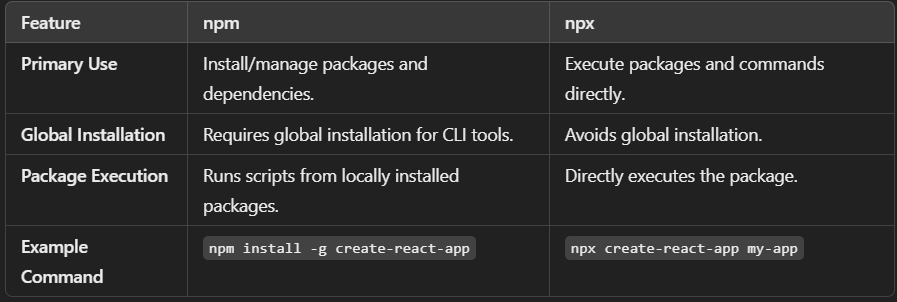 Feature npm npx
Primary Use Install/manage packages and Execute packages and commands
dependencies. directly.
Global Installation Requires global installation for CLI tools. Avoids global installation.
Package Execution Runs scripts from locally installed Directly executes the package.
packages.
Example npm install -g create-react-app npx create-react-app my-app
Command